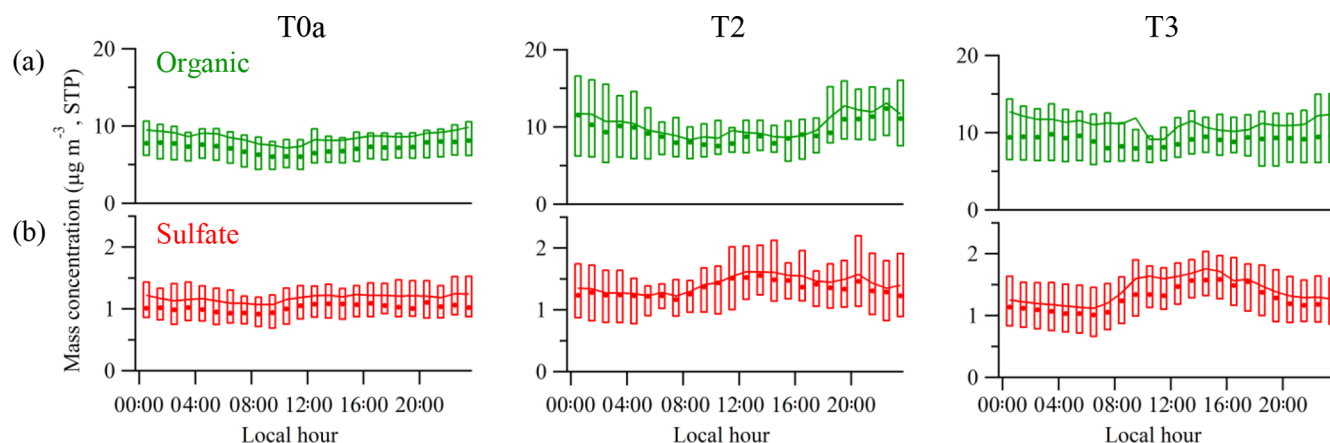 T0a T2 T3
(a) Organic
20 20 20
10 10 10
0 0 0
Mass concentration (μg m⁻³, STP)
(b) Sulfate
2 2 2
1 1 1
0 0 0
00:00 04:00 08:00 12:00 16:00 20:00 00:00 04:00 08:00 12:00 16:00 20:00 00:00 04:00 08:00 12:00 16:00 20:00
Local hour Local hour Local hour